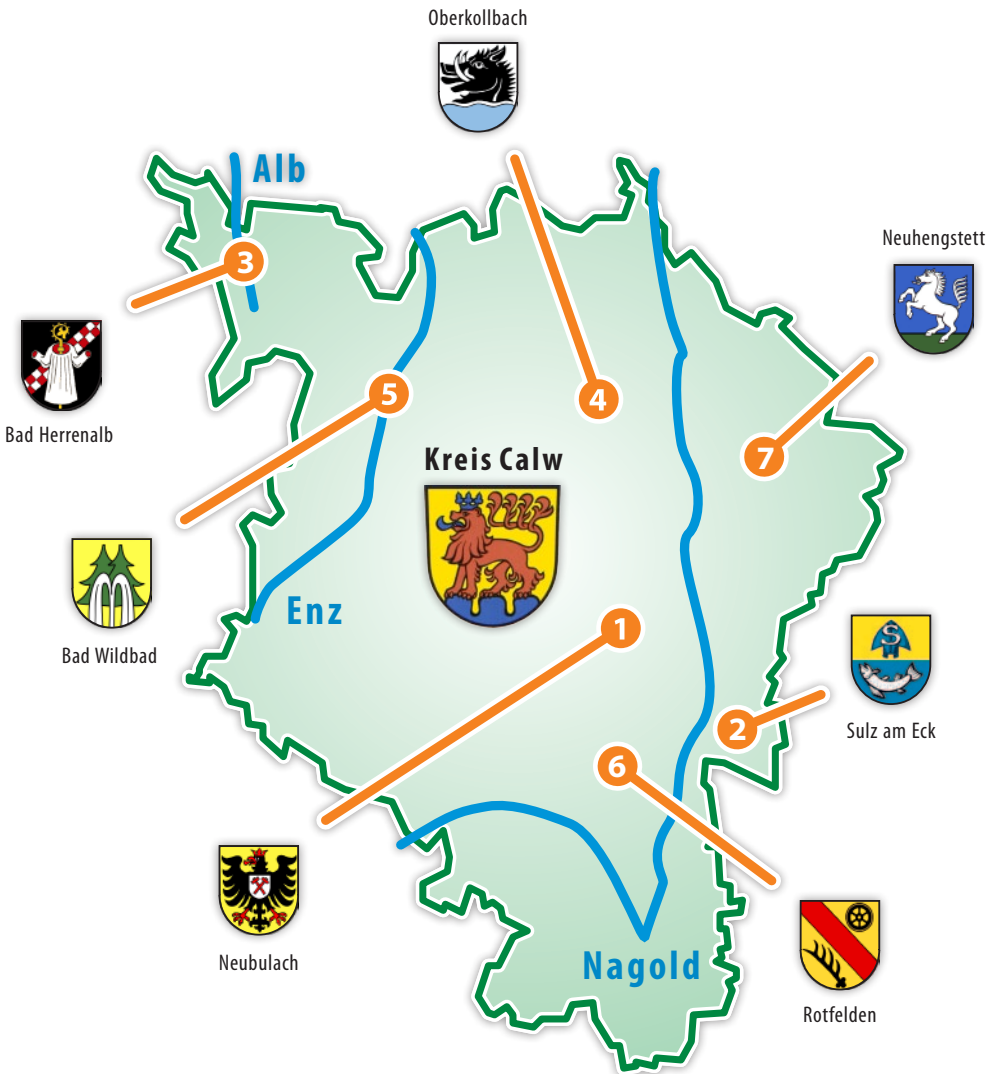 Oberkollbach
Alb
Neuhengstett
3
5
4
Bad Herrenalb
7
Kreis Calw
Enz
1
Bad Wildbad
S
2
Sulz am Eck
6
Neubulach
Nagold
Rotfelden